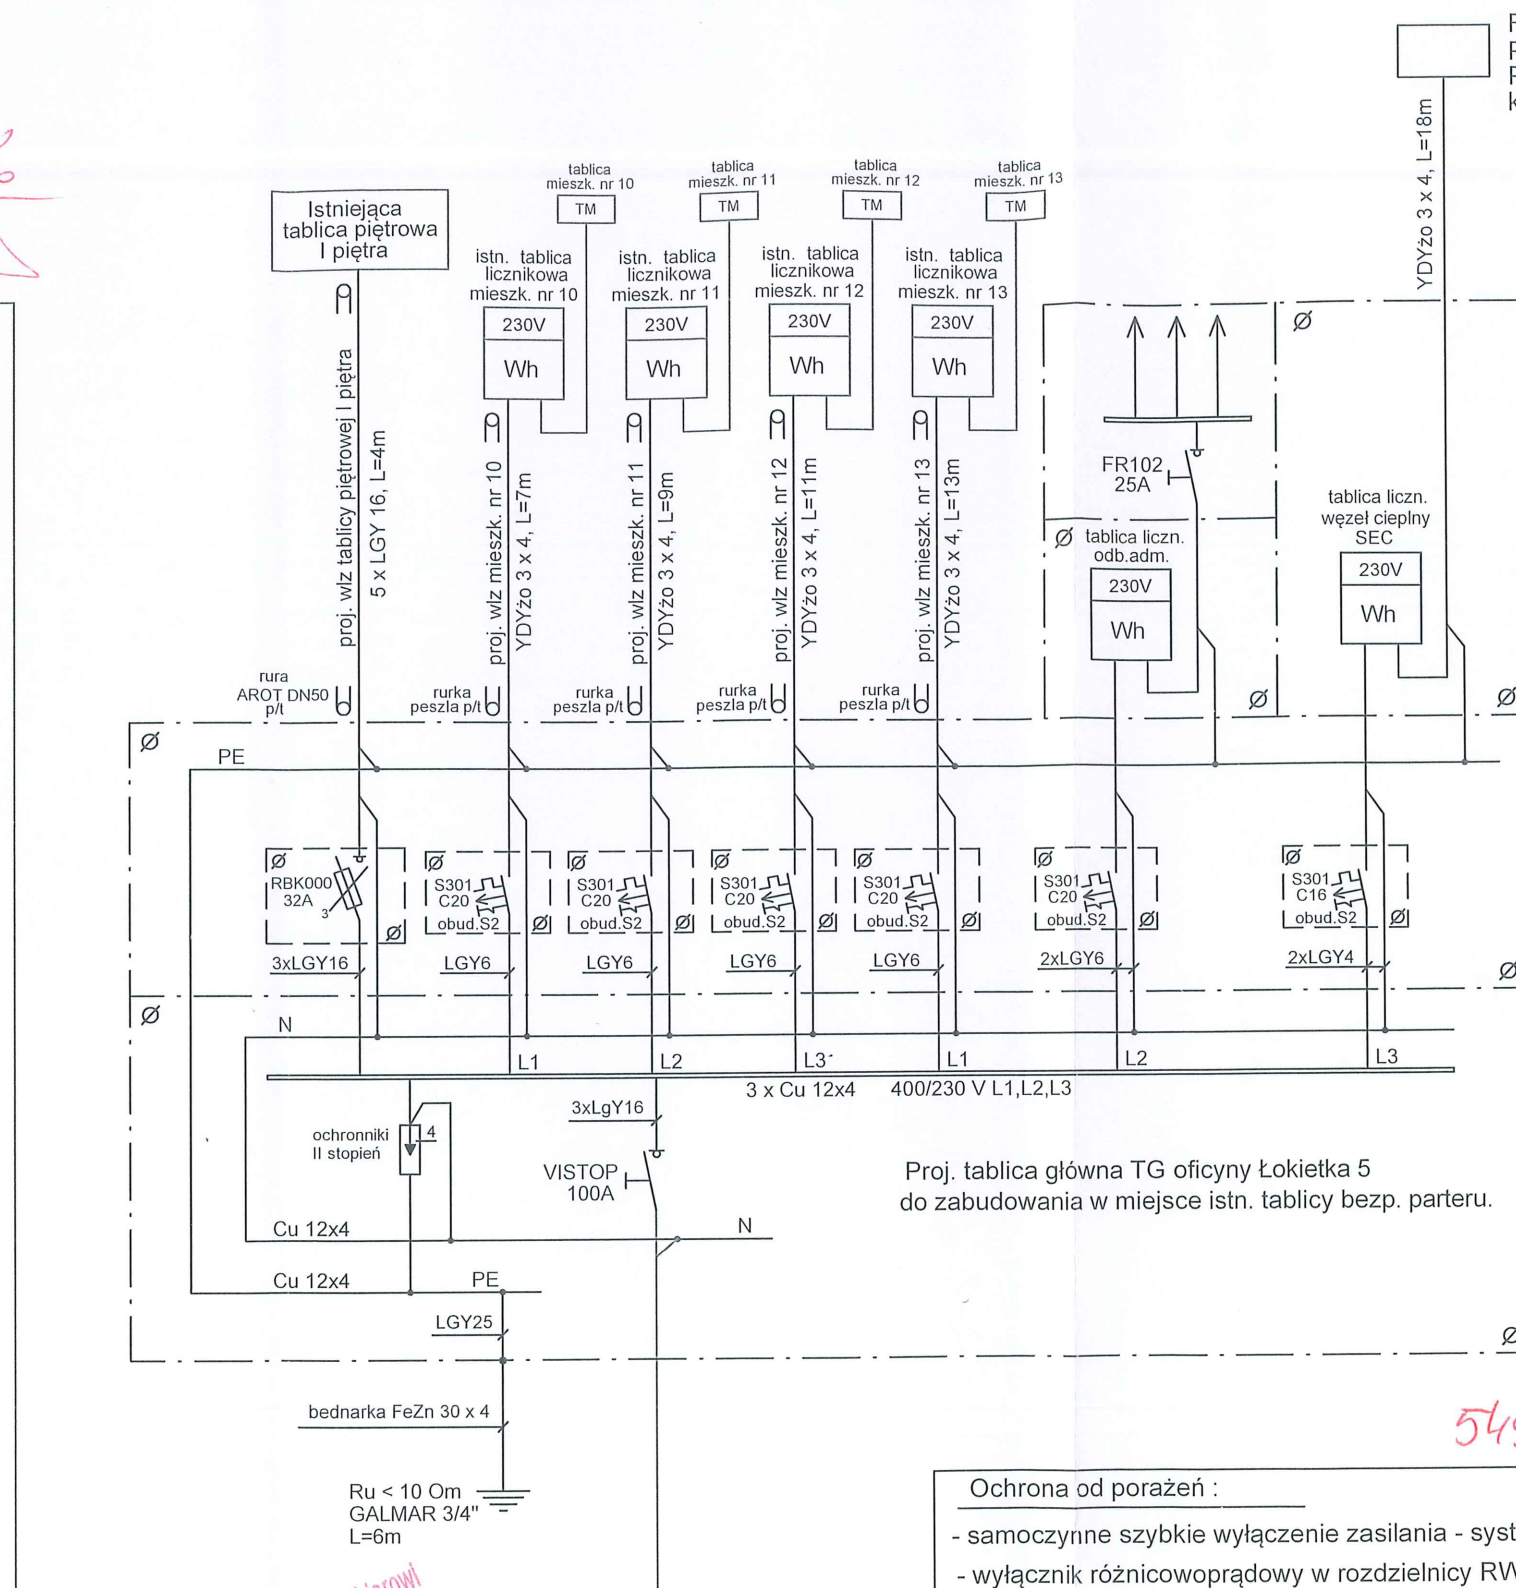 YDYżo 3 x 4, L=18m
Istniejąca
tablica piętrowa
I piętra
tablica
mieszk. nr 10
TM
tablica
mieszk. nr 11
TM
tablica
mieszk. nr 12
TM
tablica
mieszk. nr 13
TM
istn. tablica
licznikowa
mieszk. nr 10
230V
Wh
istn. tablica
licznikowa
mieszk. nr 11
230V
Wh
istn. tablica
licznikowa
mieszk. nr 12
230V
Wh
istn. tablica
licznikowa
mieszk. nr 13
230V
Wh
proj. wlz tablicy piętrowej I piętra
5 x LGY 16, L=4m
proj. wlz mieszk. nr 10
YDYżo 3 x 4, L=7m
proj. wlz mieszk. nr 11
YDYżo 3 x 4, L=9m
proj. wlz mieszk. nr 12
YDYżo 3 x 4, L=11m
proj. wlz mieszk. nr 13
YDYżo 3 x 4, L=13m
FR102
25A
tablica liczn.
odb.adm.
230V
Wh
tablica liczn.
węzeł cieplny
SEC
230V
Wh
rura
AROT DN50
p/t
rurka
peszla p/t
rurka
peszla p/t
rurka
peszla p/t
rurka
peszla p/t
PE
RBK000
32A
3
3xLGY16
S301
C20
obud.S2
LGY6
S301
C20
obud.S2
LGY6
S301
C20
obud.S2
LGY6
S301
C20
obud.S2
LGY6
S301
C20
obud.S2
2xLGY6
S301
C16
obud.S2
2xLGY4
N
L1
L2
L3
L1
L2
L3
3 x Cu 12x4
400/230 V L1,L2,L3
3xLgY16
ochronniki
II stopień
4
VISTOP
100A
Proj. tablica główna TG oficyny Łokietka 5
do zabudowania w miejsce istn. tablicy bezp. parteru.
Cu 12x4
N
Cu 12x4
PE
LGY25
bednarka FeZn 30 x 4
Ru < 10 Om
GALMAR 3/4"
L=6m
Ochrona od porażeń :
- samoczynne szybkie wyłączenie zasilania - syst
- wyłącznik różnicowoprądowy w rozdzielnicy RW